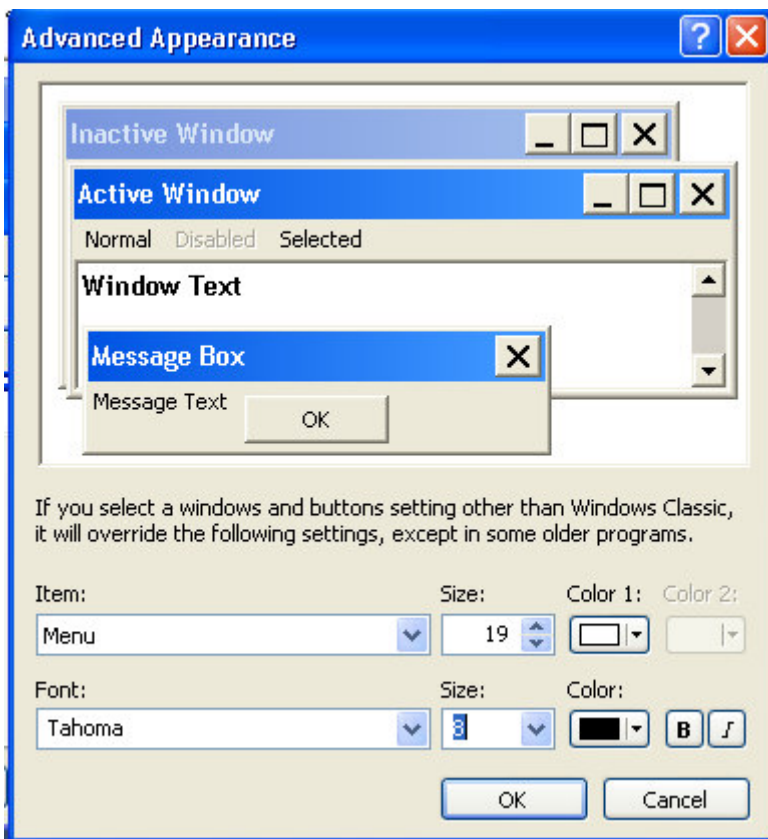 Advanced Appearance
Inactive Window
Active Window
Normal Disabled Selected
Window Text
Message Box
Message Text
OK
If you select a windows and buttons setting other than Windows Classic,
it will override the following settings, except in some older programs.
Item: Size: Color 1: Color 2:
Menu 19
Font: Size: Color:
Tahoma 8 B I
OK Cancel